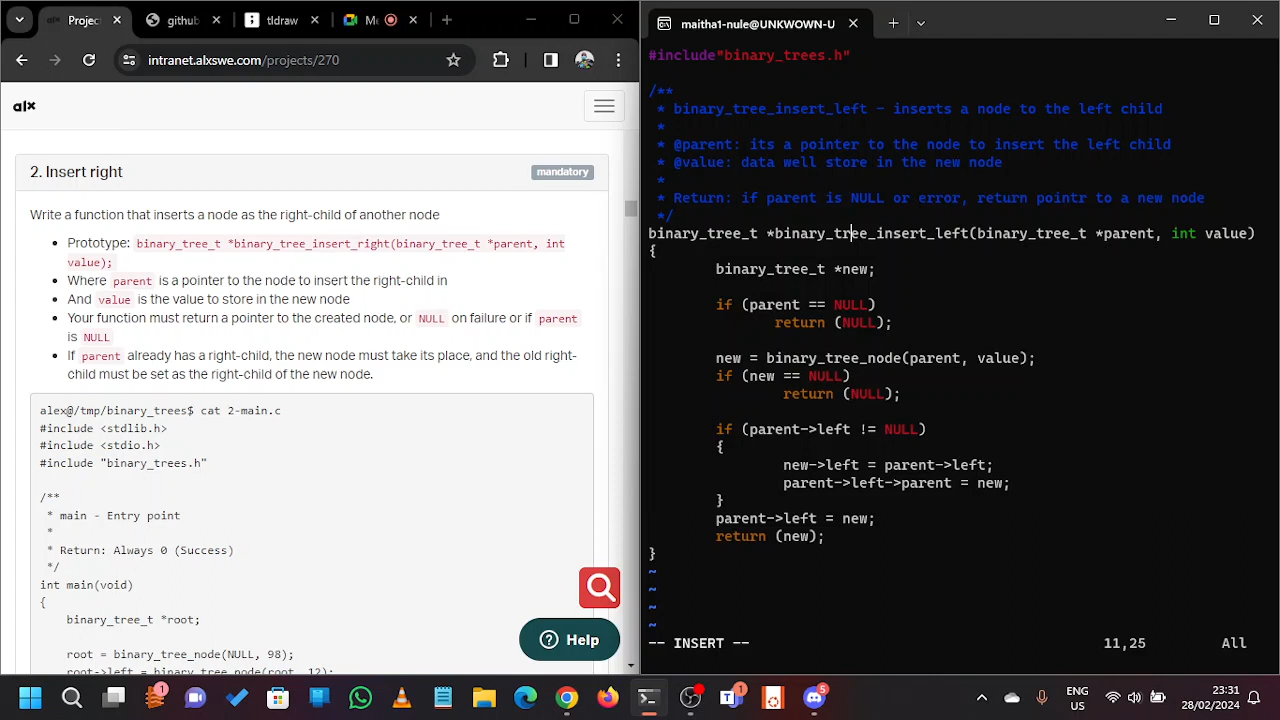 Projec
github
tdraw
M
maitha1-nule@UNKWOWN-U
intranet.alxswe.com/projects/270
alx
2. Insert right
mandatory
Write a function that inserts a node as the right-child of another node
Prototype: binary_tree_t *binary_tree_insert_right(binary_tree_t *parent, int
value);
Where parent is a pointer to the node to insert the right-child in
And value is the value to store in the new node
Your function must return a pointer to the created node, or NULL on failure or if parent
is NULL
If parent already has a right-child, the new node must take its place, and the old right-
child must be set as the right-child of the new node.
alex@/tmp/binary_trees$ cat 2-main.c
#include <stdlib.h>
#include <stdio.h>
#include "binary_trees.h"
/**
* main - Entry point
*
* Return: Always 0 (Success)
*/
int main(void)
{
binary_tree_t *root;
root = binary_tree_node(NULL, 98);
root->left = binary_tree_node(root, 12);
Help
#include"binary_trees.h"
/**
* binary_tree_insert_left - inserts a node to the left child
*
* @parent: its a pointer to the node to insert the left child
* @value: data well store in the new node
*
* Return: if parent is NULL or error, return pointr to a new node
*/
binary_tree_t *binary_tree_insert_left(binary_tree_t *parent, int value)
{
binary_tree_t *new;
if (parent == NULL)
return (NULL);
new = binary_tree_node(parent, value);
if (new == NULL)
return (NULL);
if (parent->left != NULL)
{
new->left = parent->left;
parent->left->parent = new;
}
parent->left = new;
return (new);
}
~
~
~
~
-- INSERT --
11,25
All
1
1
5
ENG
US
23:31
28/02/2024